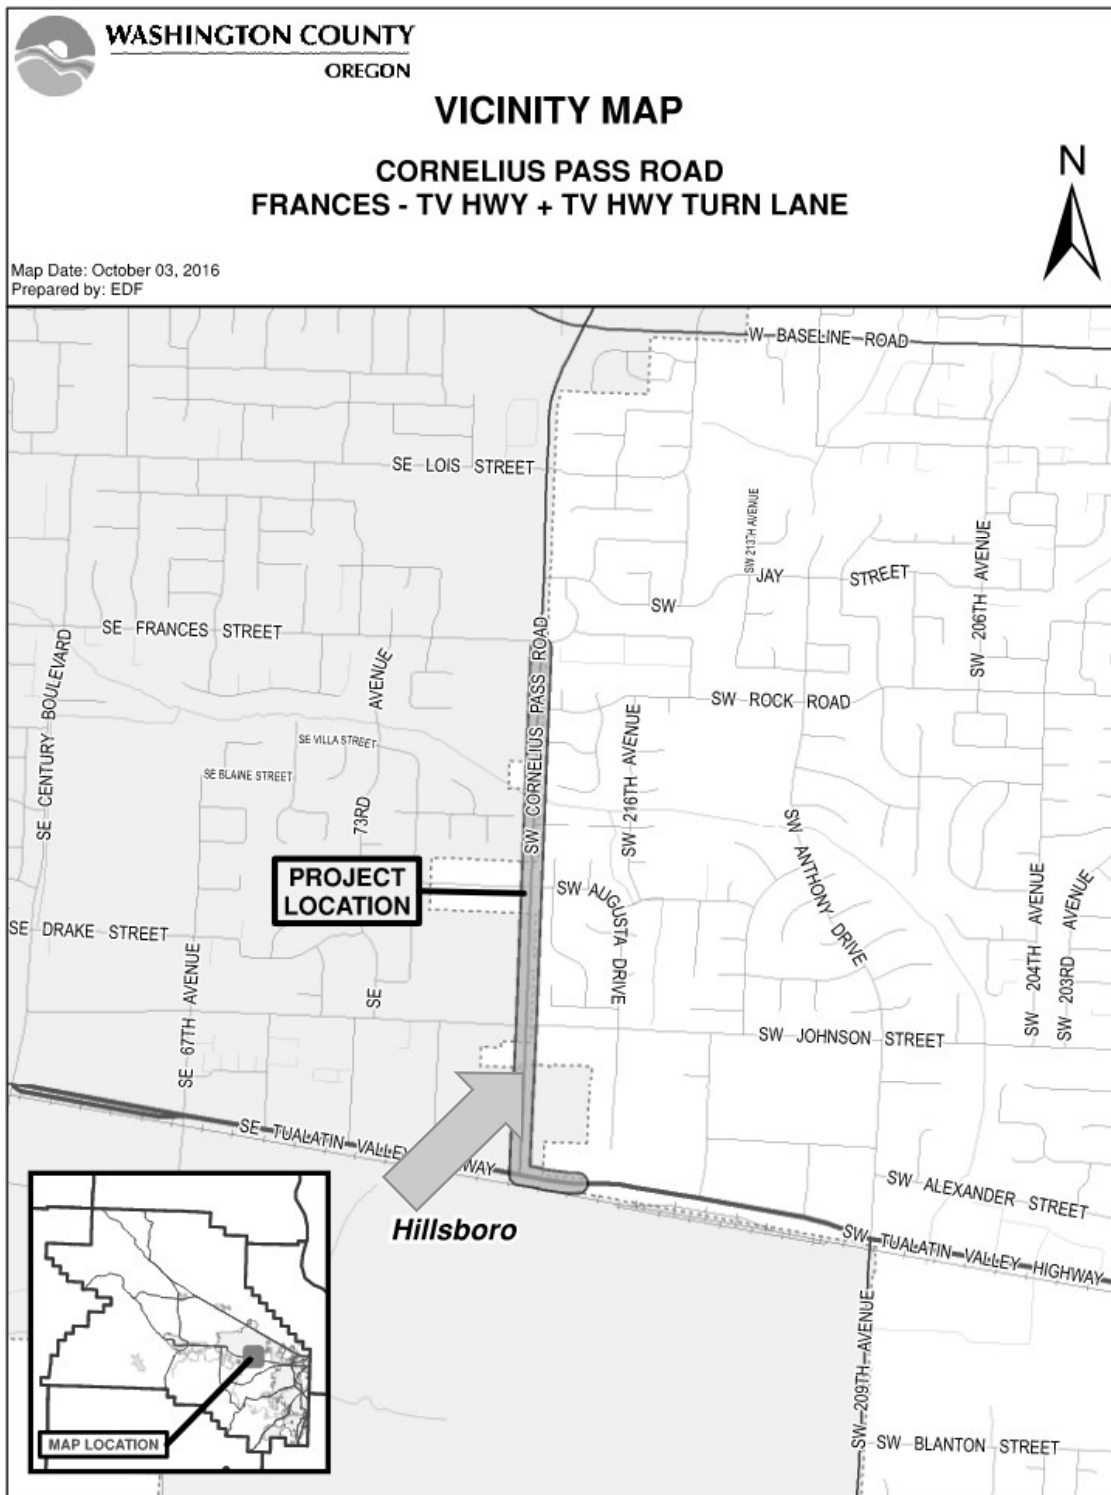 WASHINGTON COUNTY
OREGON
VICINITY MAP
CORNELIUS PASS ROAD
FRANCES - TV HWY + TV HWY TURN LANE
N
Map Date: October 03, 2016
Prepared by: EDF
W BASELINE ROAD
SE LOIS STREET
SW 213TH AVENUE
SW JAY STREET
SW 206TH AVENUE
SE FRANCES STREET
SE CENTURY BOULEVARD
SE 73RD AVENUE
SW CORNELIUS PASS ROAD
SW ROCK ROAD
SE VILLA STREET
SE BLAINE STREET
SW 216TH AVENUE
SW ANTHONY DRIVE
PROJECT
LOCATION
SW AUGUSTA DRIVE
SE DRAKE STREET
SE 67TH AVENUE
SW 204TH AVENUE
SW 203RD AVENUE
SW JOHNSON STREET
SE TUALATIN VALLEY WAY
Hillsboro
SW ALEXANDER STREET
SW TUALATIN VALLEY HIGHWAY
SW 209TH AVENUE
SW BLANTON STREET
MAP LOCATION